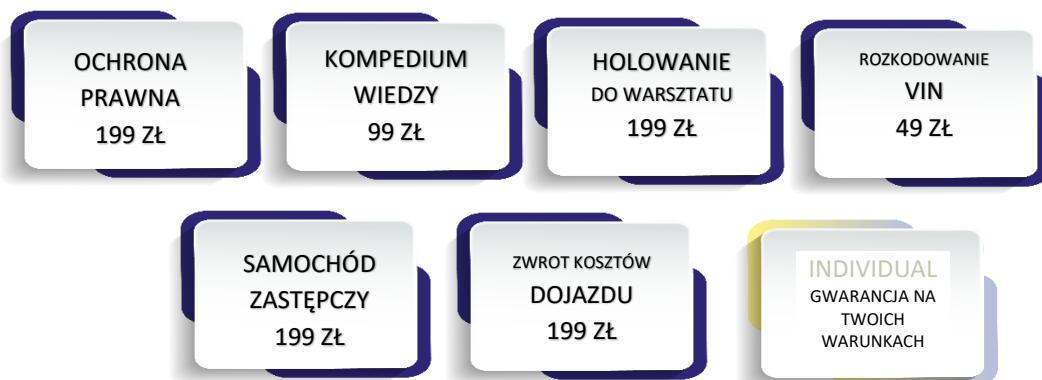 OCHRONA
PRAWNA
199 ZŁ
KOMPEDIUM
WIEDZY
99 ZŁ
HOLOWANIE
DO WARSZTATU
199 ZŁ
ROZKODOWANIE
VIN
49 ZŁ
SAMOCHÓD
ZASTĘPCZY
199 ZŁ
ZWROT KOSZTÓW
DOJAZDU
199 ZŁ
INDIVIDUAL
GWARANCJA NA
TWOICH
WARUNKACH